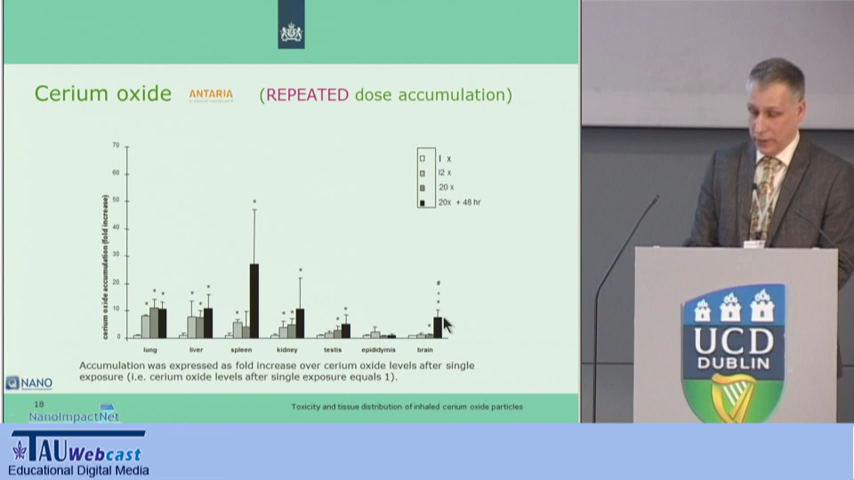 Cerium oxide ANTARIA (REPEATED dose accumulation)
70
60
50
40
30
20
10
0
cerium oxide accumulation (fold increase)
1 x
12 x
20 x
20x + 48 hr
lung liver spleen kidney testis epididymis brain
Accumulation was expressed as fold increase over cerium oxide levels after single
exposure (i.e. cerium oxide levels after single exposure equals 1).
NANO
18
NanoImpactNet
Toxicity and tissue distribution of inhaled cerium oxide particles
UCD
DUBLIN
TAU Webcast
Educational Digital Media